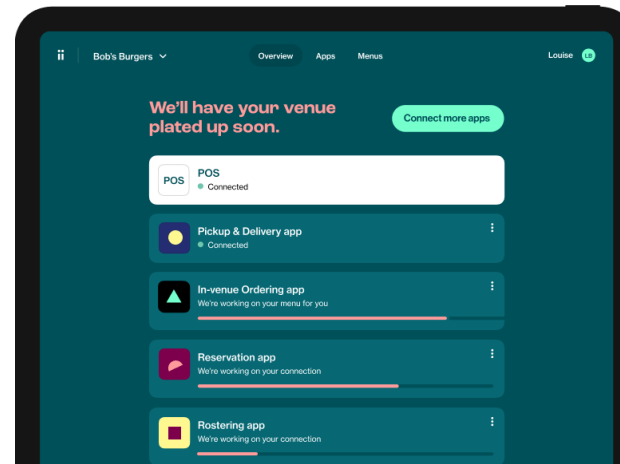 ii
Bob's Burgers
Overview
Apps
Menus
Louise
LB
We'll have your venue
plated up soon.
Connect more apps
POS
POS
Connected
Pickup & Delivery app
Connected
In-venue Ordering app
We're working on your menu for you
Reservation app
We're working on your connection
Rostering app
We're working on your connection